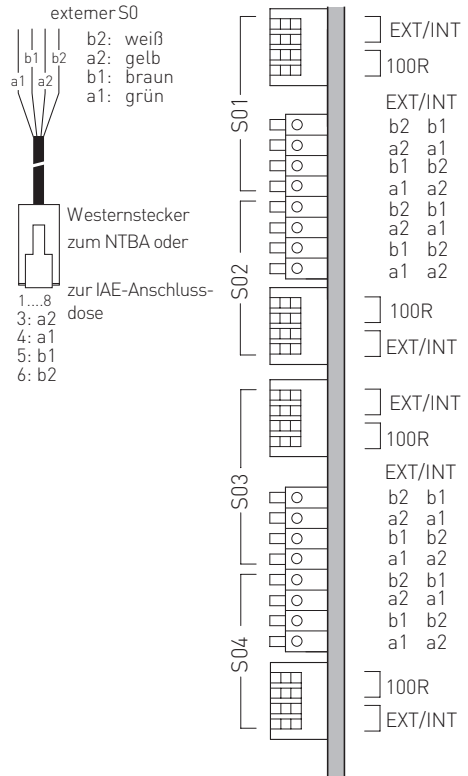 externer S0
b2: weiß
a2: gelb
b1: braun
a1: grün
b1 b2
a1 a2
Westernstecker
zum NTBA oder
zur IAE-Anschluss-
dose
1....8
3: a2
4: a1
5: b1
6: b2
S01
S02
S03
S04
EXT/INT
100R
EXT/INT
b2 b1
a2 a1
b1 b2
a1 a2
b2 b1
a2 a1
b1 b2
a1 a2
100R
EXT/INT
EXT/INT
100R
EXT/INT
b2 b1
a2 a1
b1 b2
a1 a2
b2 b1
a2 a1
b1 b2
a1 a2
100R
EXT/INT